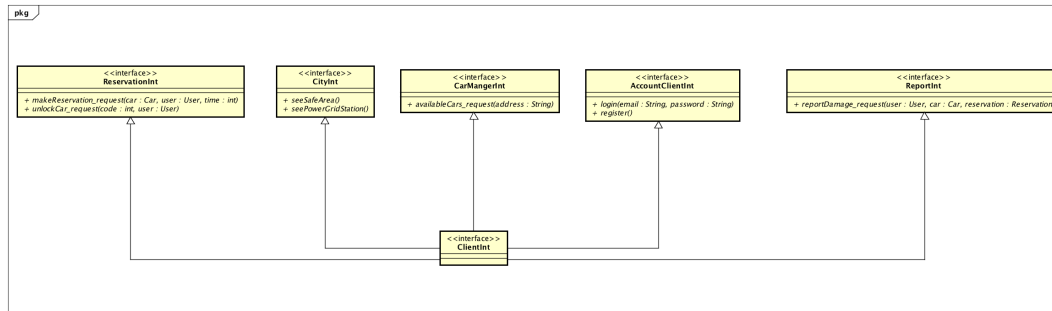 pkg
<<interface>>
ReservationInt
+ makeReservation_request(car : Car, user : User, time : int)
+ unlockCar_request(code : int, user : User)
<<interface>>
CityInt
+ seeSafeArea()
+ seePowerGridStation()
<<interface>>
CarMangerInt
+ availableCars_request(address : String)
<<interface>>
AccountClientInt
+ login(email : String, password : String)
+ register()
<<interface>>
ReportInt
+ reportDamage_request(user : User, car : Car, reservation : Reservation
<<interface>>
ClientInt